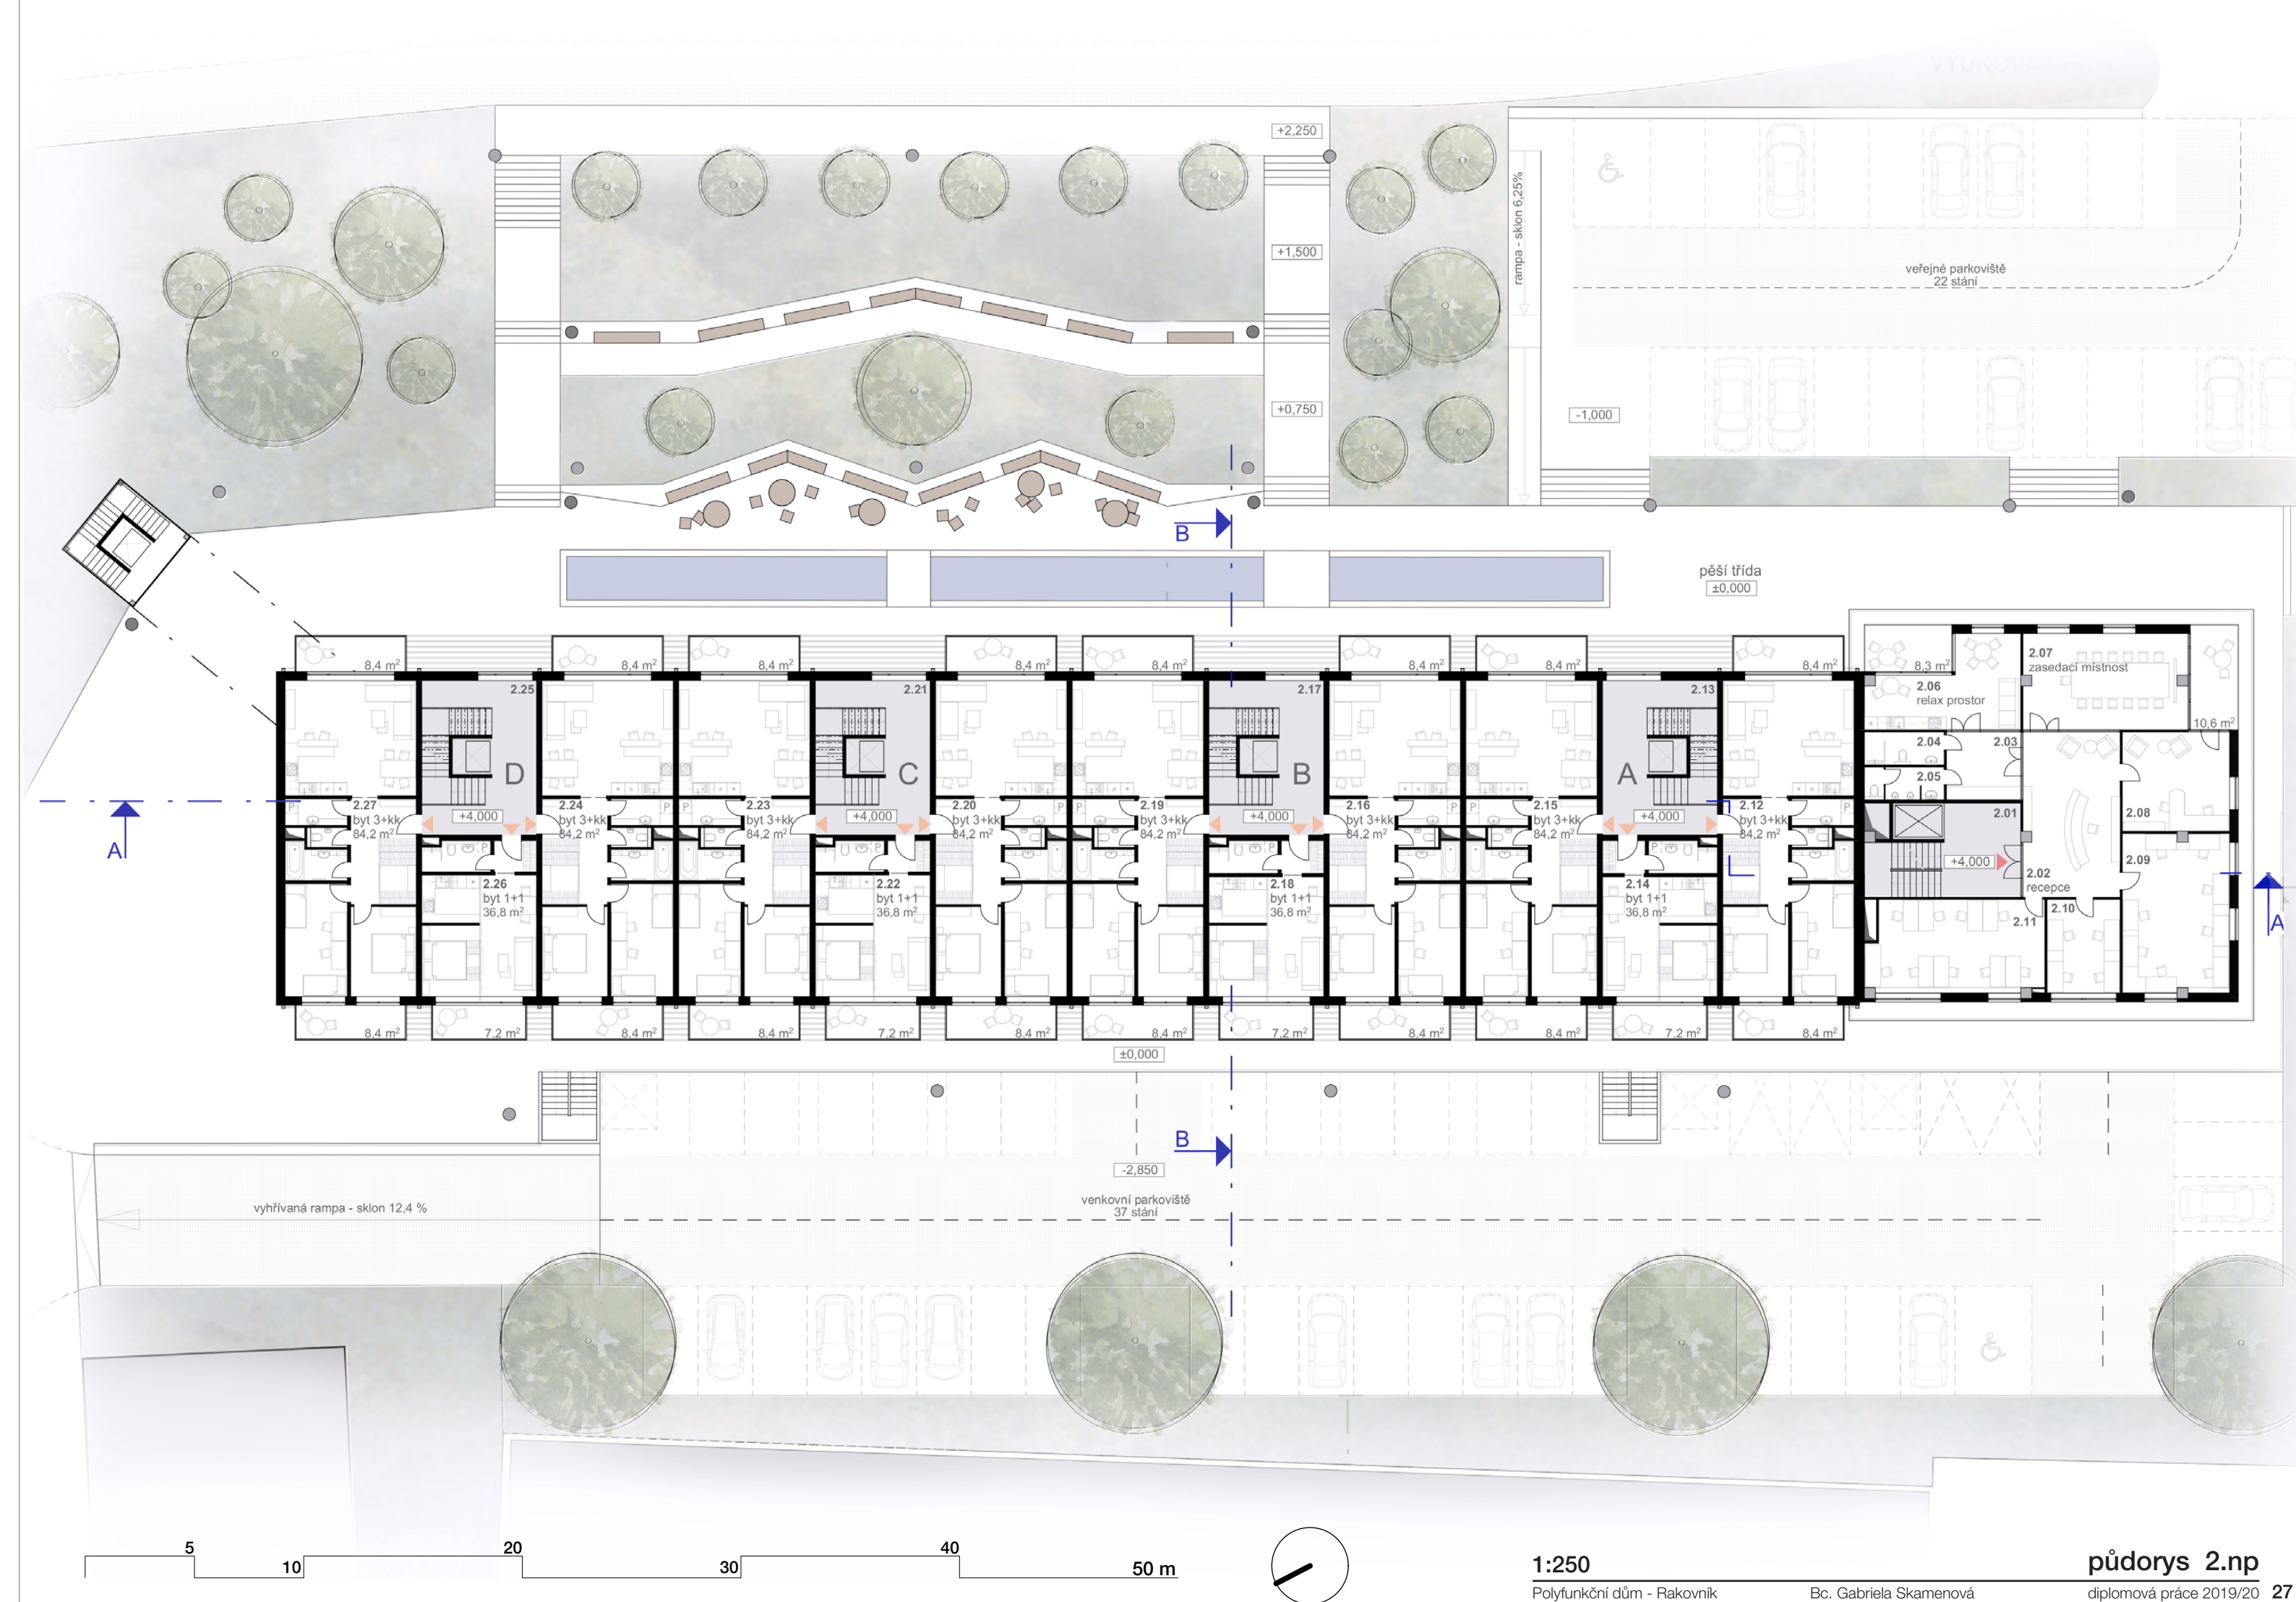 VÝUKOVÁ
+2,250
rampa - sklon 6,25%
+1,500
veřejné parkoviště
22 stání
+0,750
-1,000
B
pěší třída
±0,000
8,4 m²
8,4 m²
8,4 m²
8,4 m²
8,4 m²
8,4 m²
8,4 m²
8,4 m²
8,3 m²
2.07
zasedací místnost
2.06
relax prostor
10,6 m²
2.25
2.21
2.17
2.13
D
C
B
A
2.04
2.03
2.05
2.01
2.08
2.09
+4,000
2.02
recepce
2.10
2.11
2.27
byt 3+kk
84,2 m²
+4,000
2.24
byt 3+kk
84,2 m²
2.23
byt 3+kk
84,2 m²
+4,000
2.20
byt 3+kk
84,2 m²
2.19
byt 3+kk
84,2 m²
+4,000
2.16
byt 3+kk
84,2 m²
2.15
byt 3+kk
84,2 m²
+4,000
2.12
byt 3+kk
84,2 m²
P
P
P
P
P
P
P
P
P
P
P
P
A
A
2.26
byt 1+1
36,8 m²
2.22
byt 1+1
36,8 m²
2.18
byt 1+1
36,8 m²
2.14
byt 1+1
36,8 m²
8,4 m²
7,2 m²
8,4 m²
8,4 m²
7,2 m²
8,4 m²
8,4 m²
7,2 m²
8,4 m²
8,4 m²
7,2 m²
8,4 m²
±0,000
B
-2,850
vyhřívaná rampa - sklon 12,4 %
venkovní parkoviště
37 stání
5
10
20
30
40
50 m
1:250
půdorys 2.np
Polyfunkční dům - Rakovník
Bc. Gabriela Skamenová
diplomová práce 2019/20 27